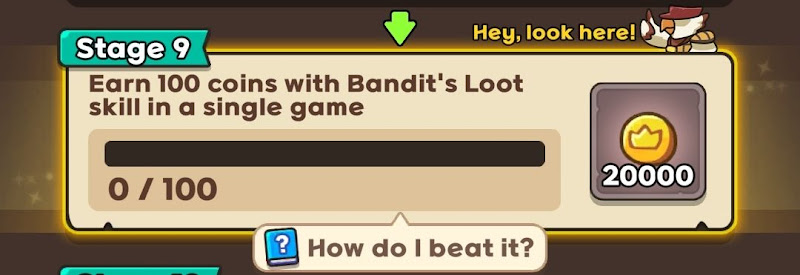 Stage 9
Hey, look here!
Earn 100 coins with Bandit's Loot
skill in a single game
20000
0 / 100
How do I beat it?